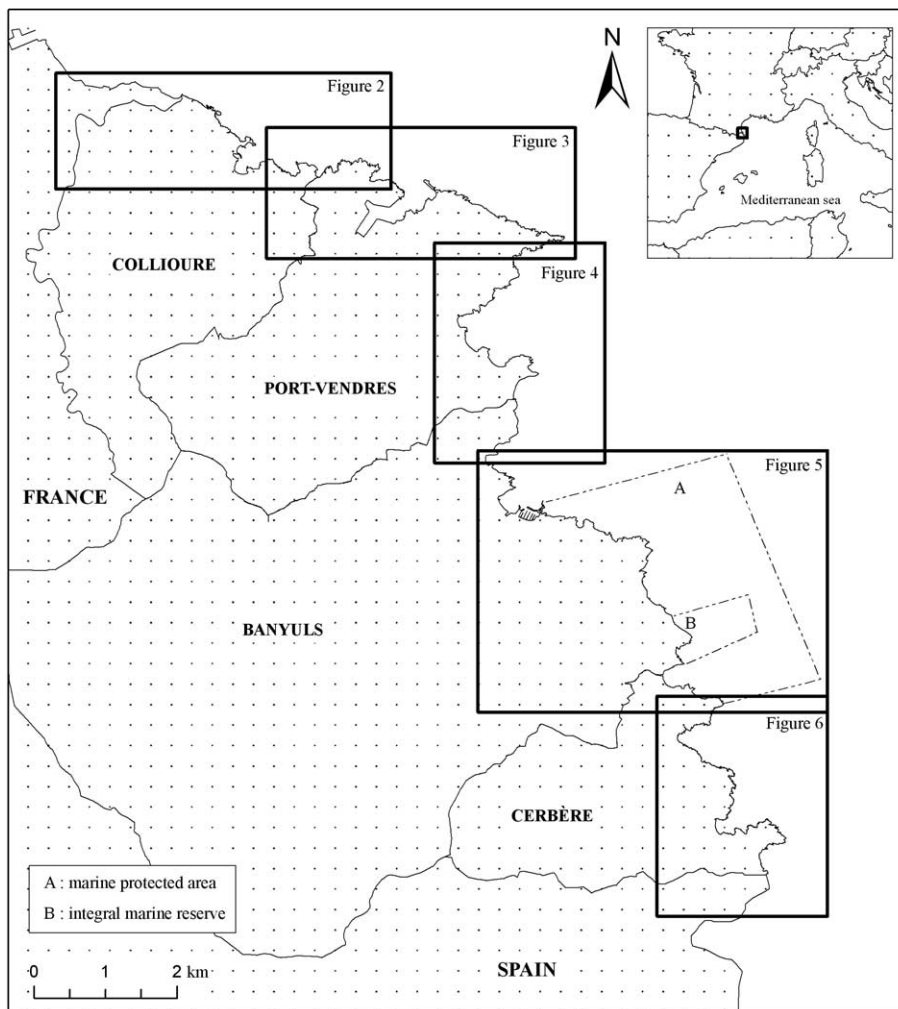 N
Figure 2
Figure 3
Mediterranean sea
COLLIOURE
Figure 4
PORT-VENDRES
Figure 5
A
FRANCE
B
BANYULS
Figure 6
CERBÈRE
A : marine protected area
B : integral marine reserve
0 2 km
SPAIN